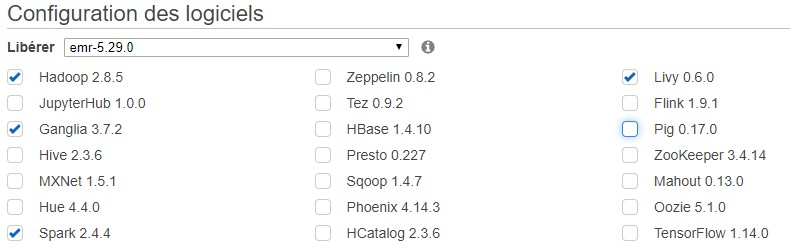 Configuration des logiciels
Libérer emr-5.29.0
Hadoop 2.8.5 Zeppelin 0.8.2 Livy 0.6.0
JupyterHub 1.0.0 Tez 0.9.2 Flink 1.9.1
Ganglia 3.7.2 HBase 1.4.10 Pig 0.17.0
Hive 2.3.6 Presto 0.227 ZooKeeper 3.4.14
MXNet 1.5.1 Sqoop 1.4.7 Mahout 0.13.0
Hue 4.4.0 Phoenix 4.14.3 Oozie 5.1.0
Spark 2.4.4 HCatalog 2.3.6 TensorFlow 1.14.0